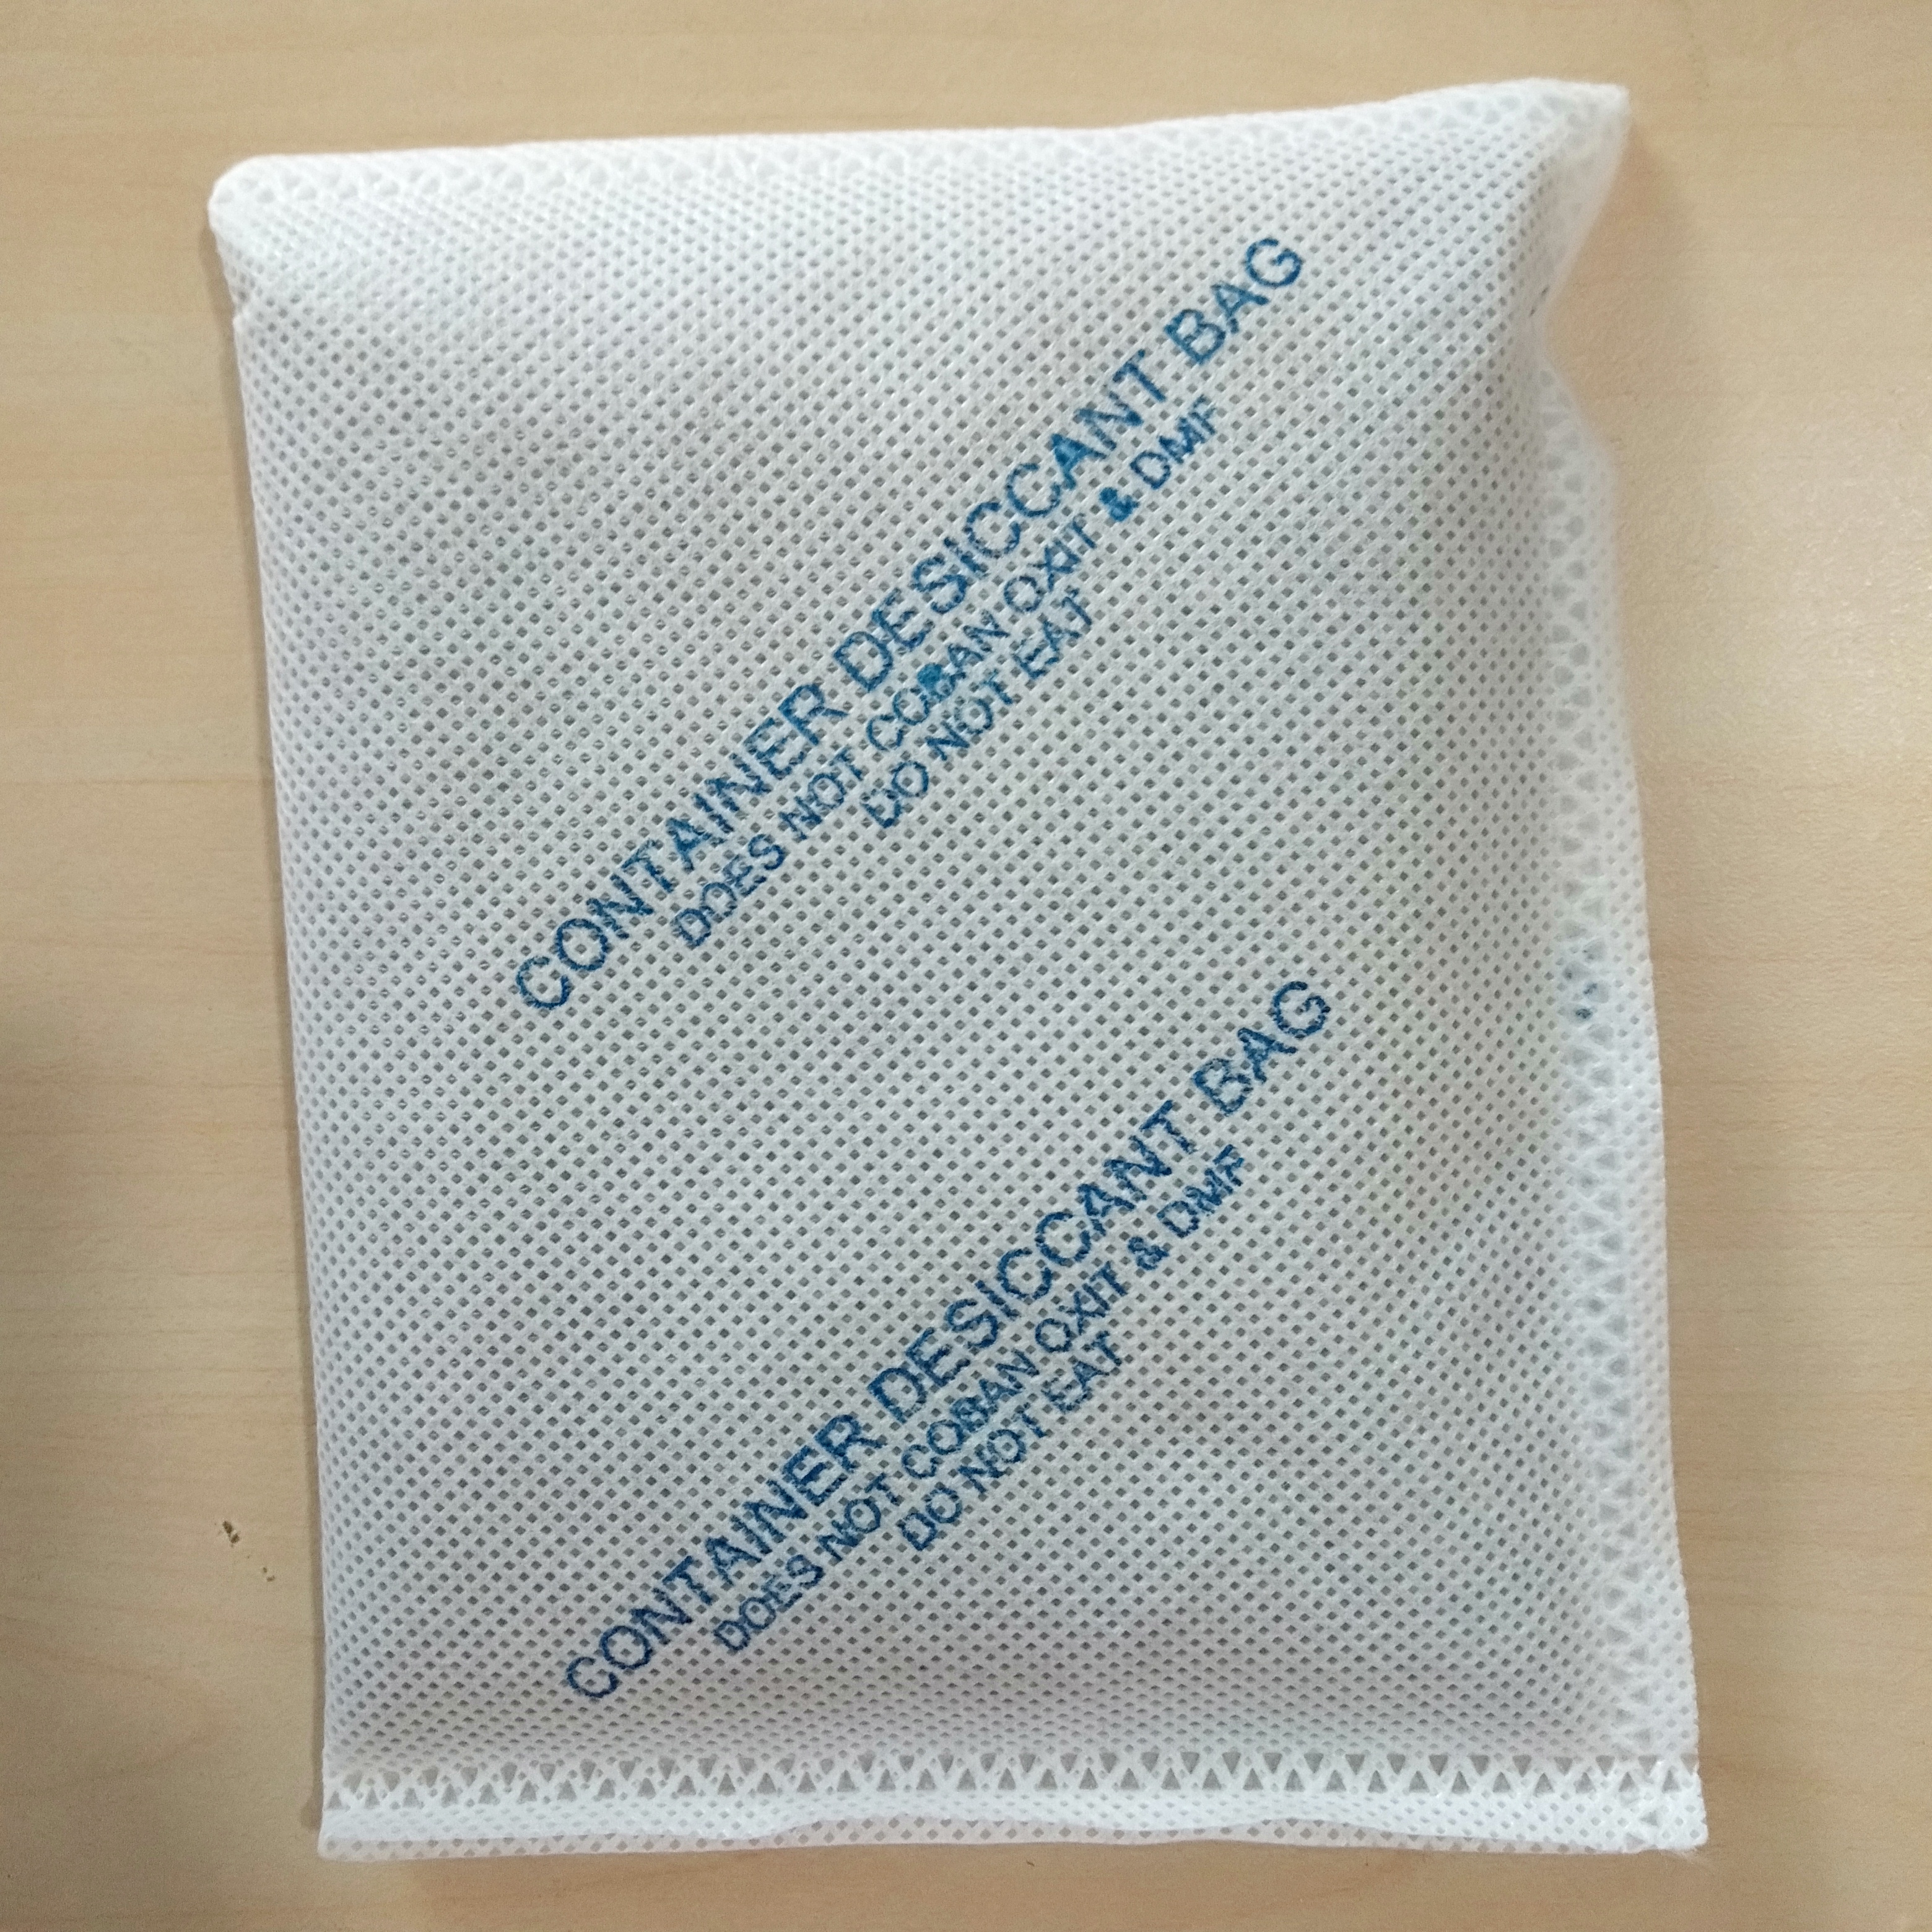 CONTAINER DESICCANT BAG
DOES NOT COBAN OXIT & DMF
DO NOT EAT
CONTAINER DESICCANT BAG
DOES NOT COBAN OXIT & DMF
DO NOT EAT